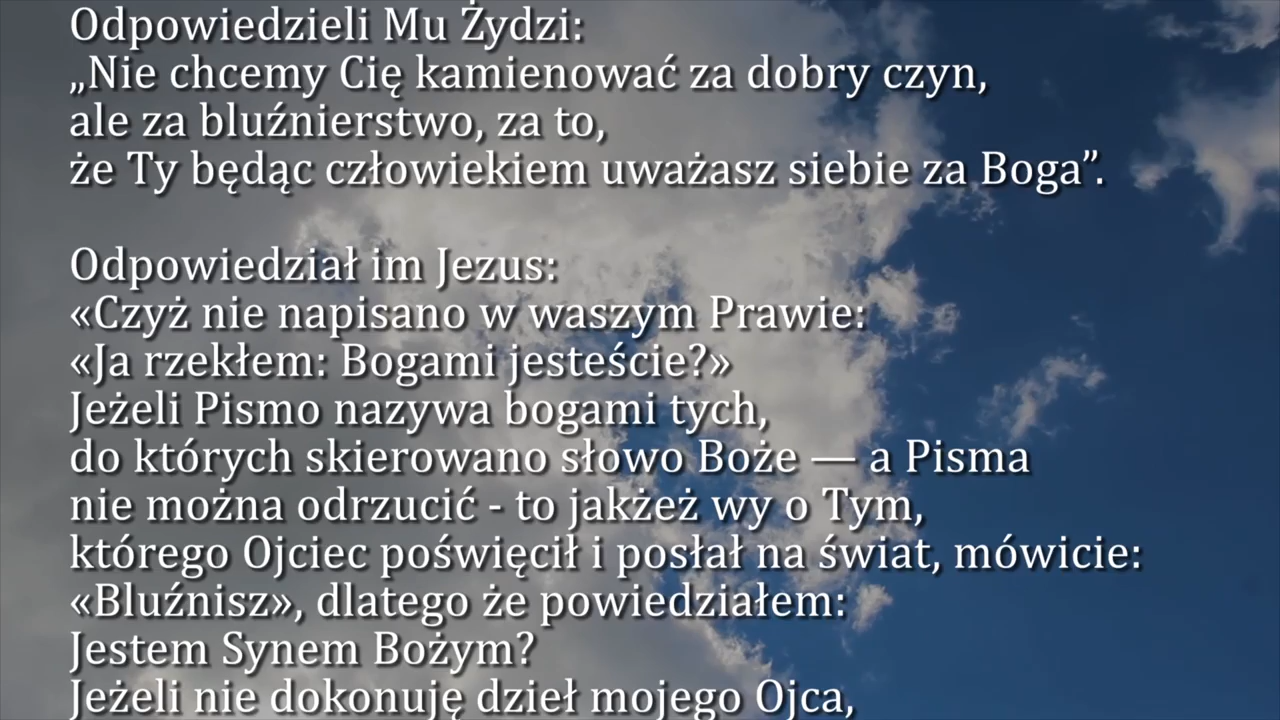 Odpowiedzieli Mu Żydzi:
„Nie chcemy Cię kamienować za dobry czyn,
ale za bluźnierstwo, za to,
że Ty będąc człowiekiem uważasz siebie za Boga”.
Odpowiedział im Jezus:
«Czyż nie napisano w waszym Prawie:
«Ja rzekłem: Bogami jesteście?»
Jeżeli Pismo nazywa bogami tych,
do których skierowano słowo Boże — a Pisma
nie można odrzucić - to jakżeż wy o Tym,
którego Ojciec poświęcił i posłał na świat, mówicie:
«Bluźnisz», dlatego że powiedziałem:
Jestem Synem Bożym?
Jeżeli nie dokonuję dzieł mojego Ojca,